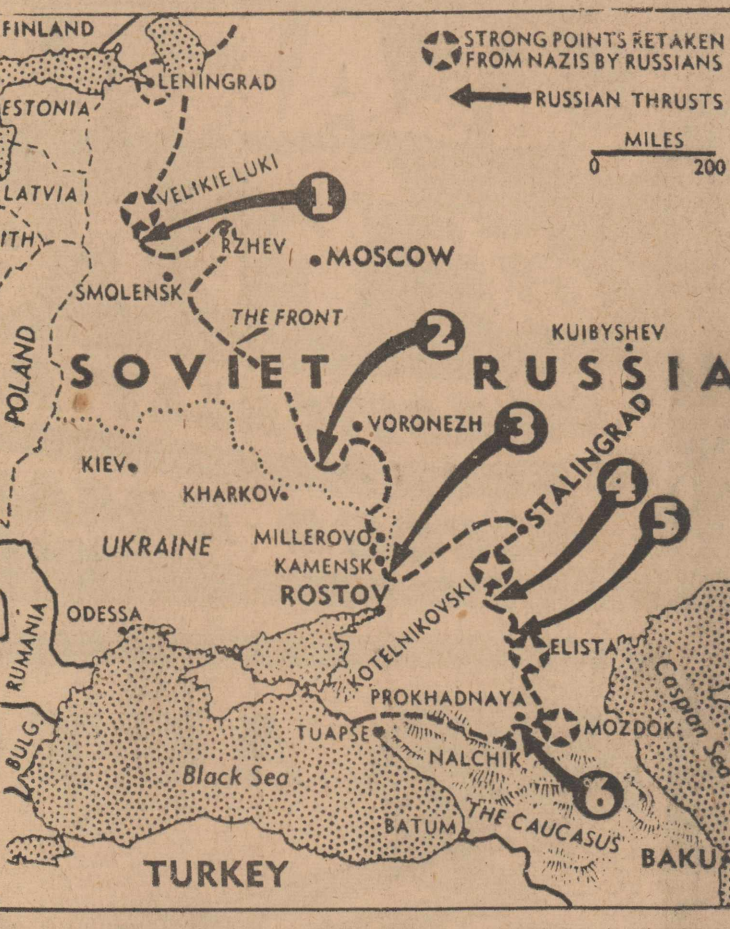 FINLAND
STRONG POINTS RETAKEN
FROM NAZIS BY RUSSIANS
LENINGRAD
RUSSIAN THRUSTS
ESTONIA
MILES
0 200
LATVIA
VELIKIE LUKI
1
ITH
RZHEV
MOSCOW
SMOLENSK
THE FRONT
2
KUIBYSHEV
POLAND
SOVIET RUSSIA
VORONEZH
3
KIEV
STALINGRAD
4
KHARKOV
5
UKRAINE
MILLEROVO
KAMENSK
ROSTOV
ODESSA
KOTELNIKOVSKI
RUMANIA
ELISTA
Caspian Sea
PROKHADNAYA
BULG.
TUAPSE
MOZDOK
NALCHIK
Black Sea
6
BATUM
THE CAUCASUS
BAKU
TURKEY